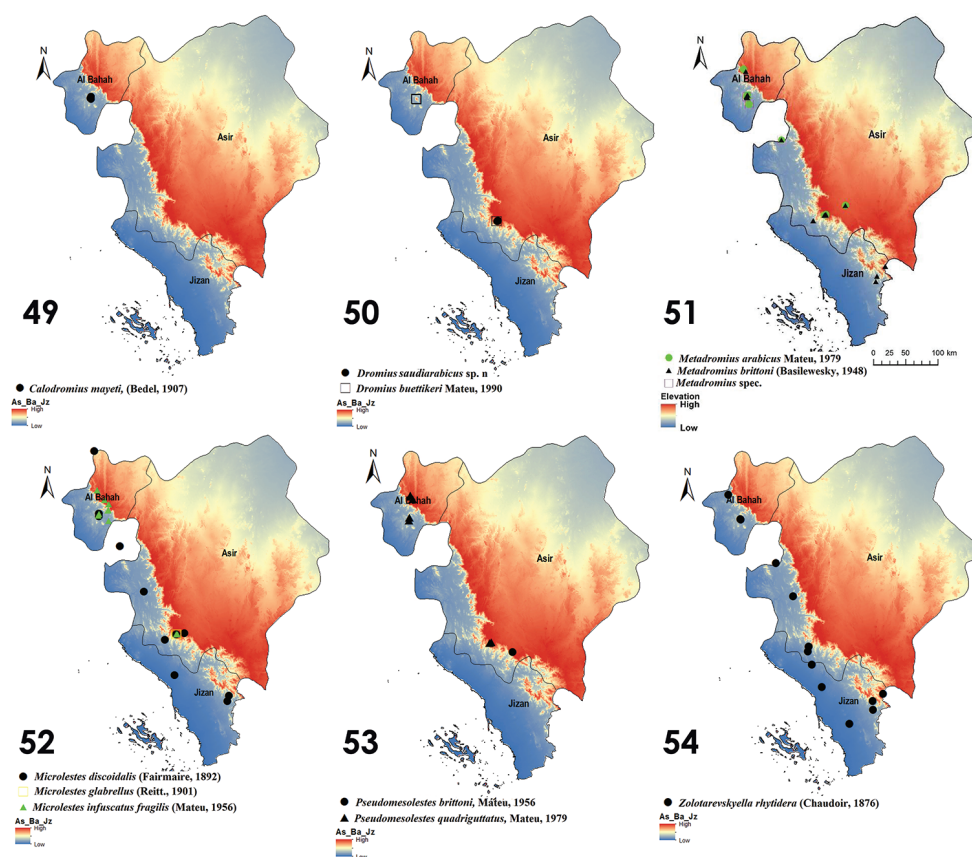 N
Al Bahah
Asir
Jizan
49
Calodromius mayeti, (Bedel, 1907)
As_Ba_Jz
High
Low
N
Al Bahah
Asir
Jizan
50
Dromius saudiarabicus sp. n
Dromius buettikeri Mateu, 1990
As_Ba_Jz
High
Low
N
Al Bahah
Asir
Jizan
51
Metadromius arabicus Mateu, 1979
Metadromius brittoni (Basilewesky, 1948)
Metadromius spec.
0 25 50 100 km
Elevation
High
Low
N
Al Bahah
Asir
Jizan
52
Microlestes discoidalis (Fairmaire, 1892)
Microlestes glabrellus (Reitt., 1901)
Microlestes infuscatus fragilis (Mateu, 1956)
As_Ba_Jz
High
Low
N
Al Bahah
Asir
Jizan
53
Pseudomesolestes brittoni, Mateu, 1956
Pseudomesolestes quadriguttatus, Mateu, 1979
As_Ba_Jz
High
Low
N
Al Bahah
Asir
Jizan
54
Zolotarevskyella rhytidera (Chaudoir, 1876)
As_Ba_Jz
High
Low